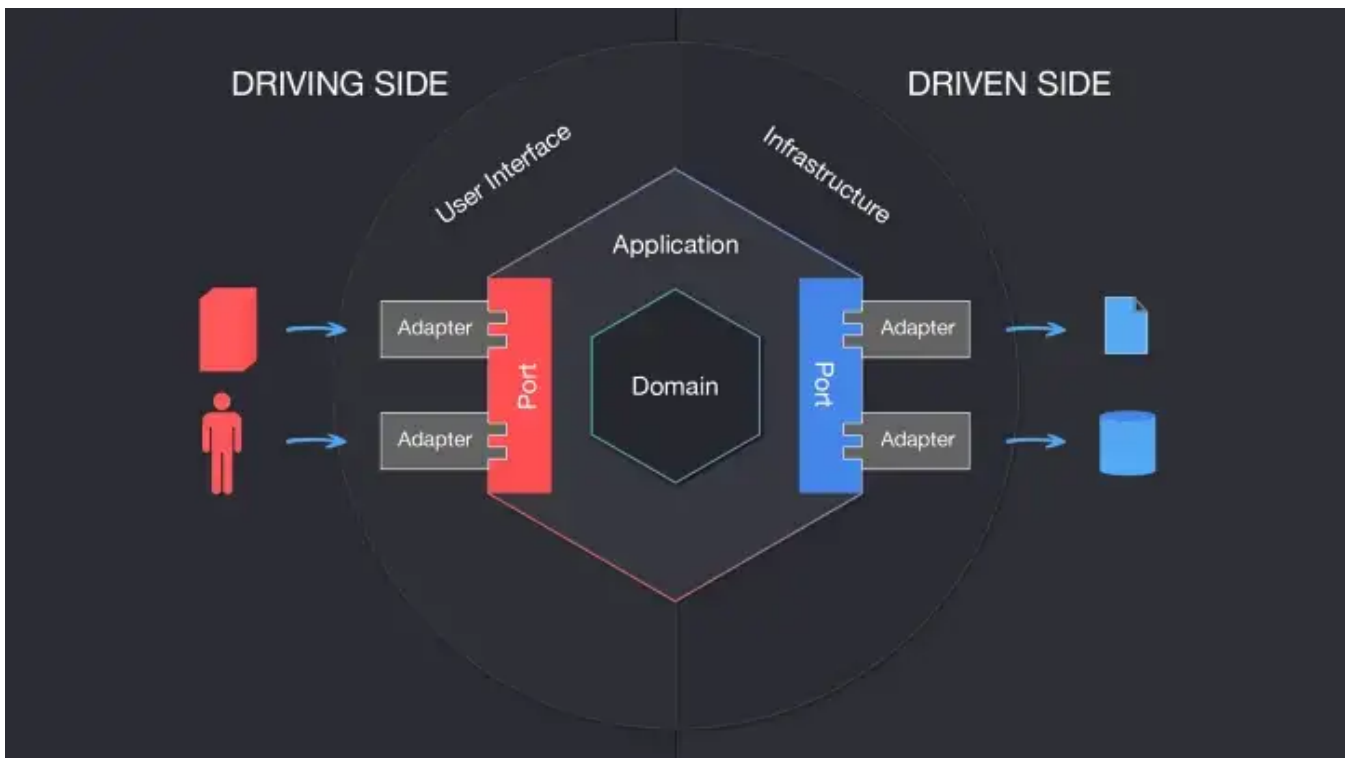 DRIVING SIDE
DRIVEN SIDE
User Interface
Infrastructure
Application
Adapter
Adapter
Port
Domain
Port
Adapter
Adapter